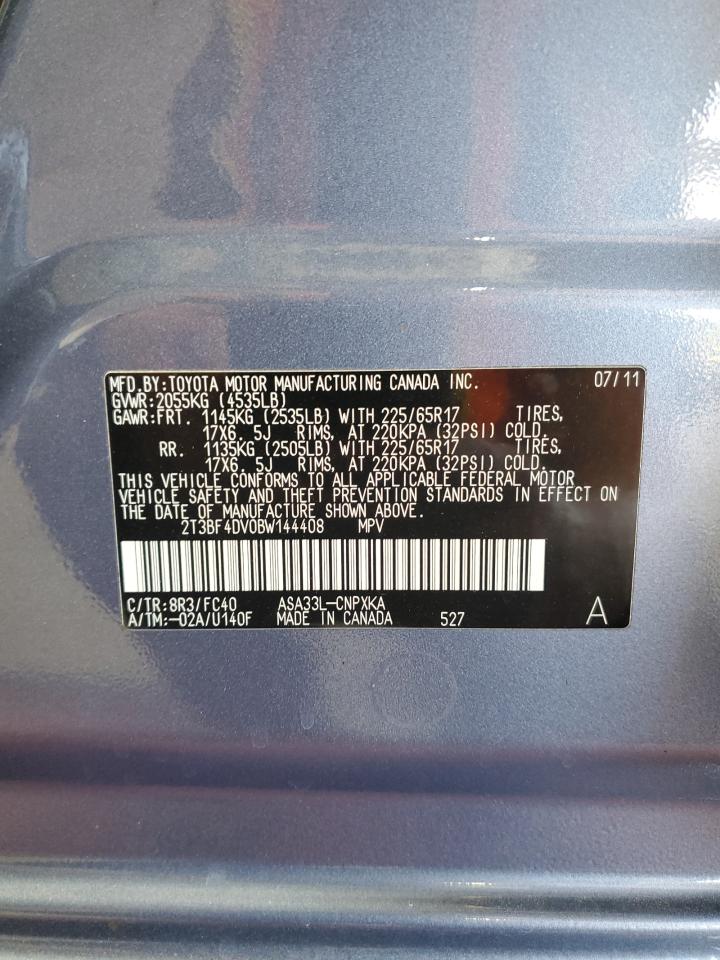 MFD.BY:TOYOTA MOTOR MANUFACTURING CANADA INC. 07/11
GVWR:2055KG (4535LB)
GAWR:FRT. 1145KG (2535LB) WITH 225/65R17 TIRES,
17X6. 5J RIMS, AT 220KPA (32PSI) COLD.
RR. 1135KG (2505LB) WITH 225/65R17 TIRES,
17X6. 5J RIMS, AT 220KPA (32PSI) COLD.
THIS VEHICLE CONFORMS TO ALL APPLICABLE FEDERAL MOTOR
VEHICLE SAFETY AND THEFT PREVENTION STANDARDS IN EFFECT ON
THE DATE OF MANUFACTURE SHOWN ABOVE.
2T3BF4DV0BW144408 MPV
C/TR:8R3/FC40 ASA33L-CNPXKA
A/TM:-02A/U140F MADE IN CANADA 527 A